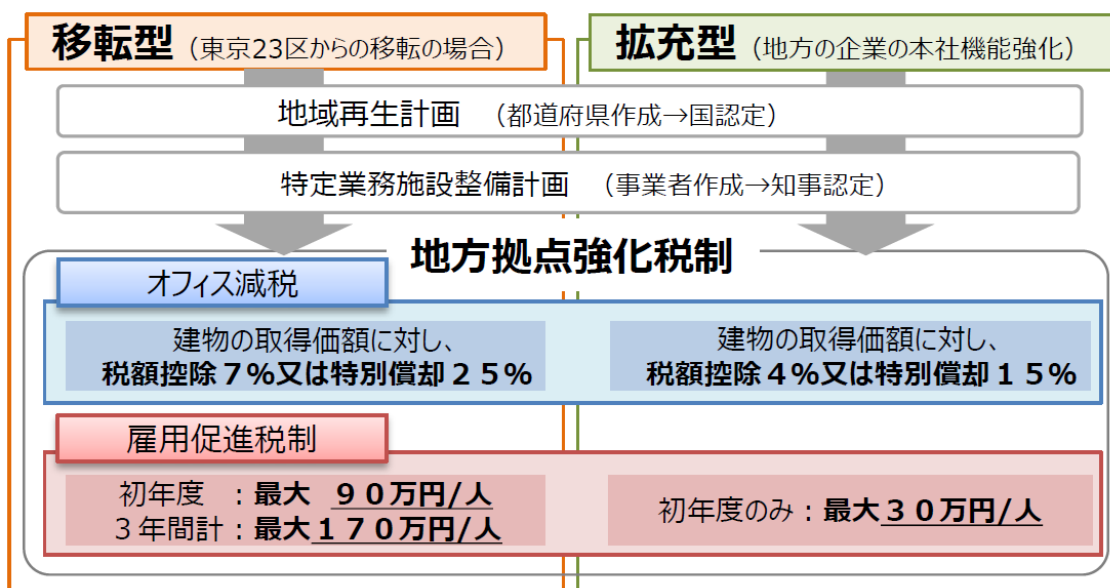 移転型（東京23区からの移転の場合）
拡充型（地方の企業の本社機能強化）
地域再生計画 （都道府県作成→国認定）
特定業務施設整備計画 （事業者作成→知事認定）
地方拠点強化税制
オフィス減税
建物の取得価額に対し、
税額控除７％又は特別償却２５％
建物の取得価額に対し、
税額控除４％又は特別償却１５％
雇用促進税制
初年度 ：最大 ９０万円/人
３年間計：最大１７０万円/人
初年度のみ：最大３０万円/人